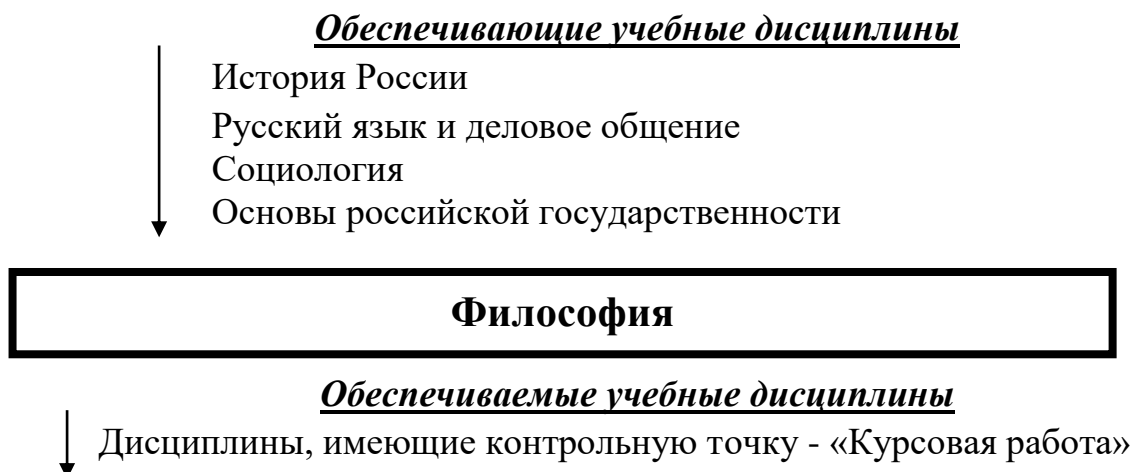 Обеспечивающие учебные дисциплины
История России
Русский язык и деловое общение
Социология
Основы российской государственности
Философия
Обеспечиваемые учебные дисциплины
Дисциплины, имеющие контрольную точку - «Курсовая работа»